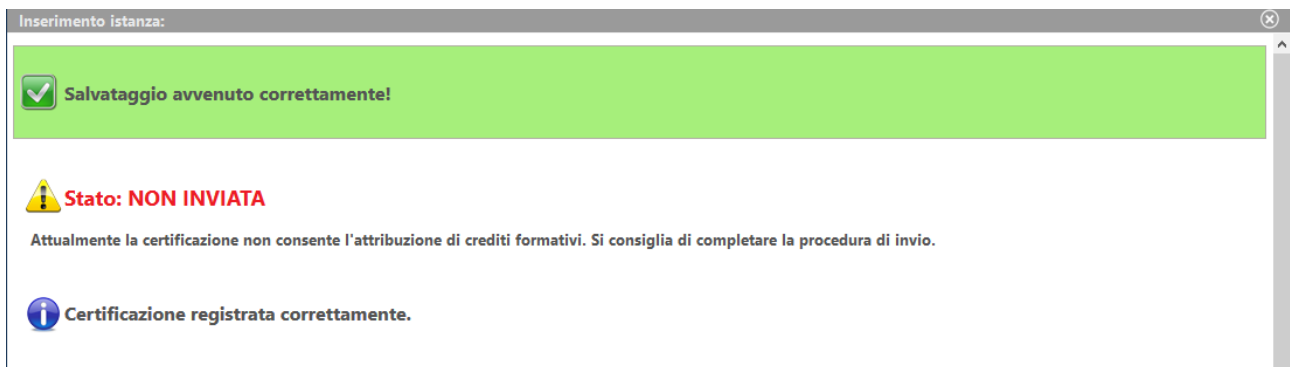 Inserimento istanza:
Salvataggio avvenuto correttamente!
Stato: NON INVIATA
Attualmente la certificazione non consente l'attribuzione di crediti formativi. Si consiglia di completare la procedura di invio.
Certificazione registrata correttamente.